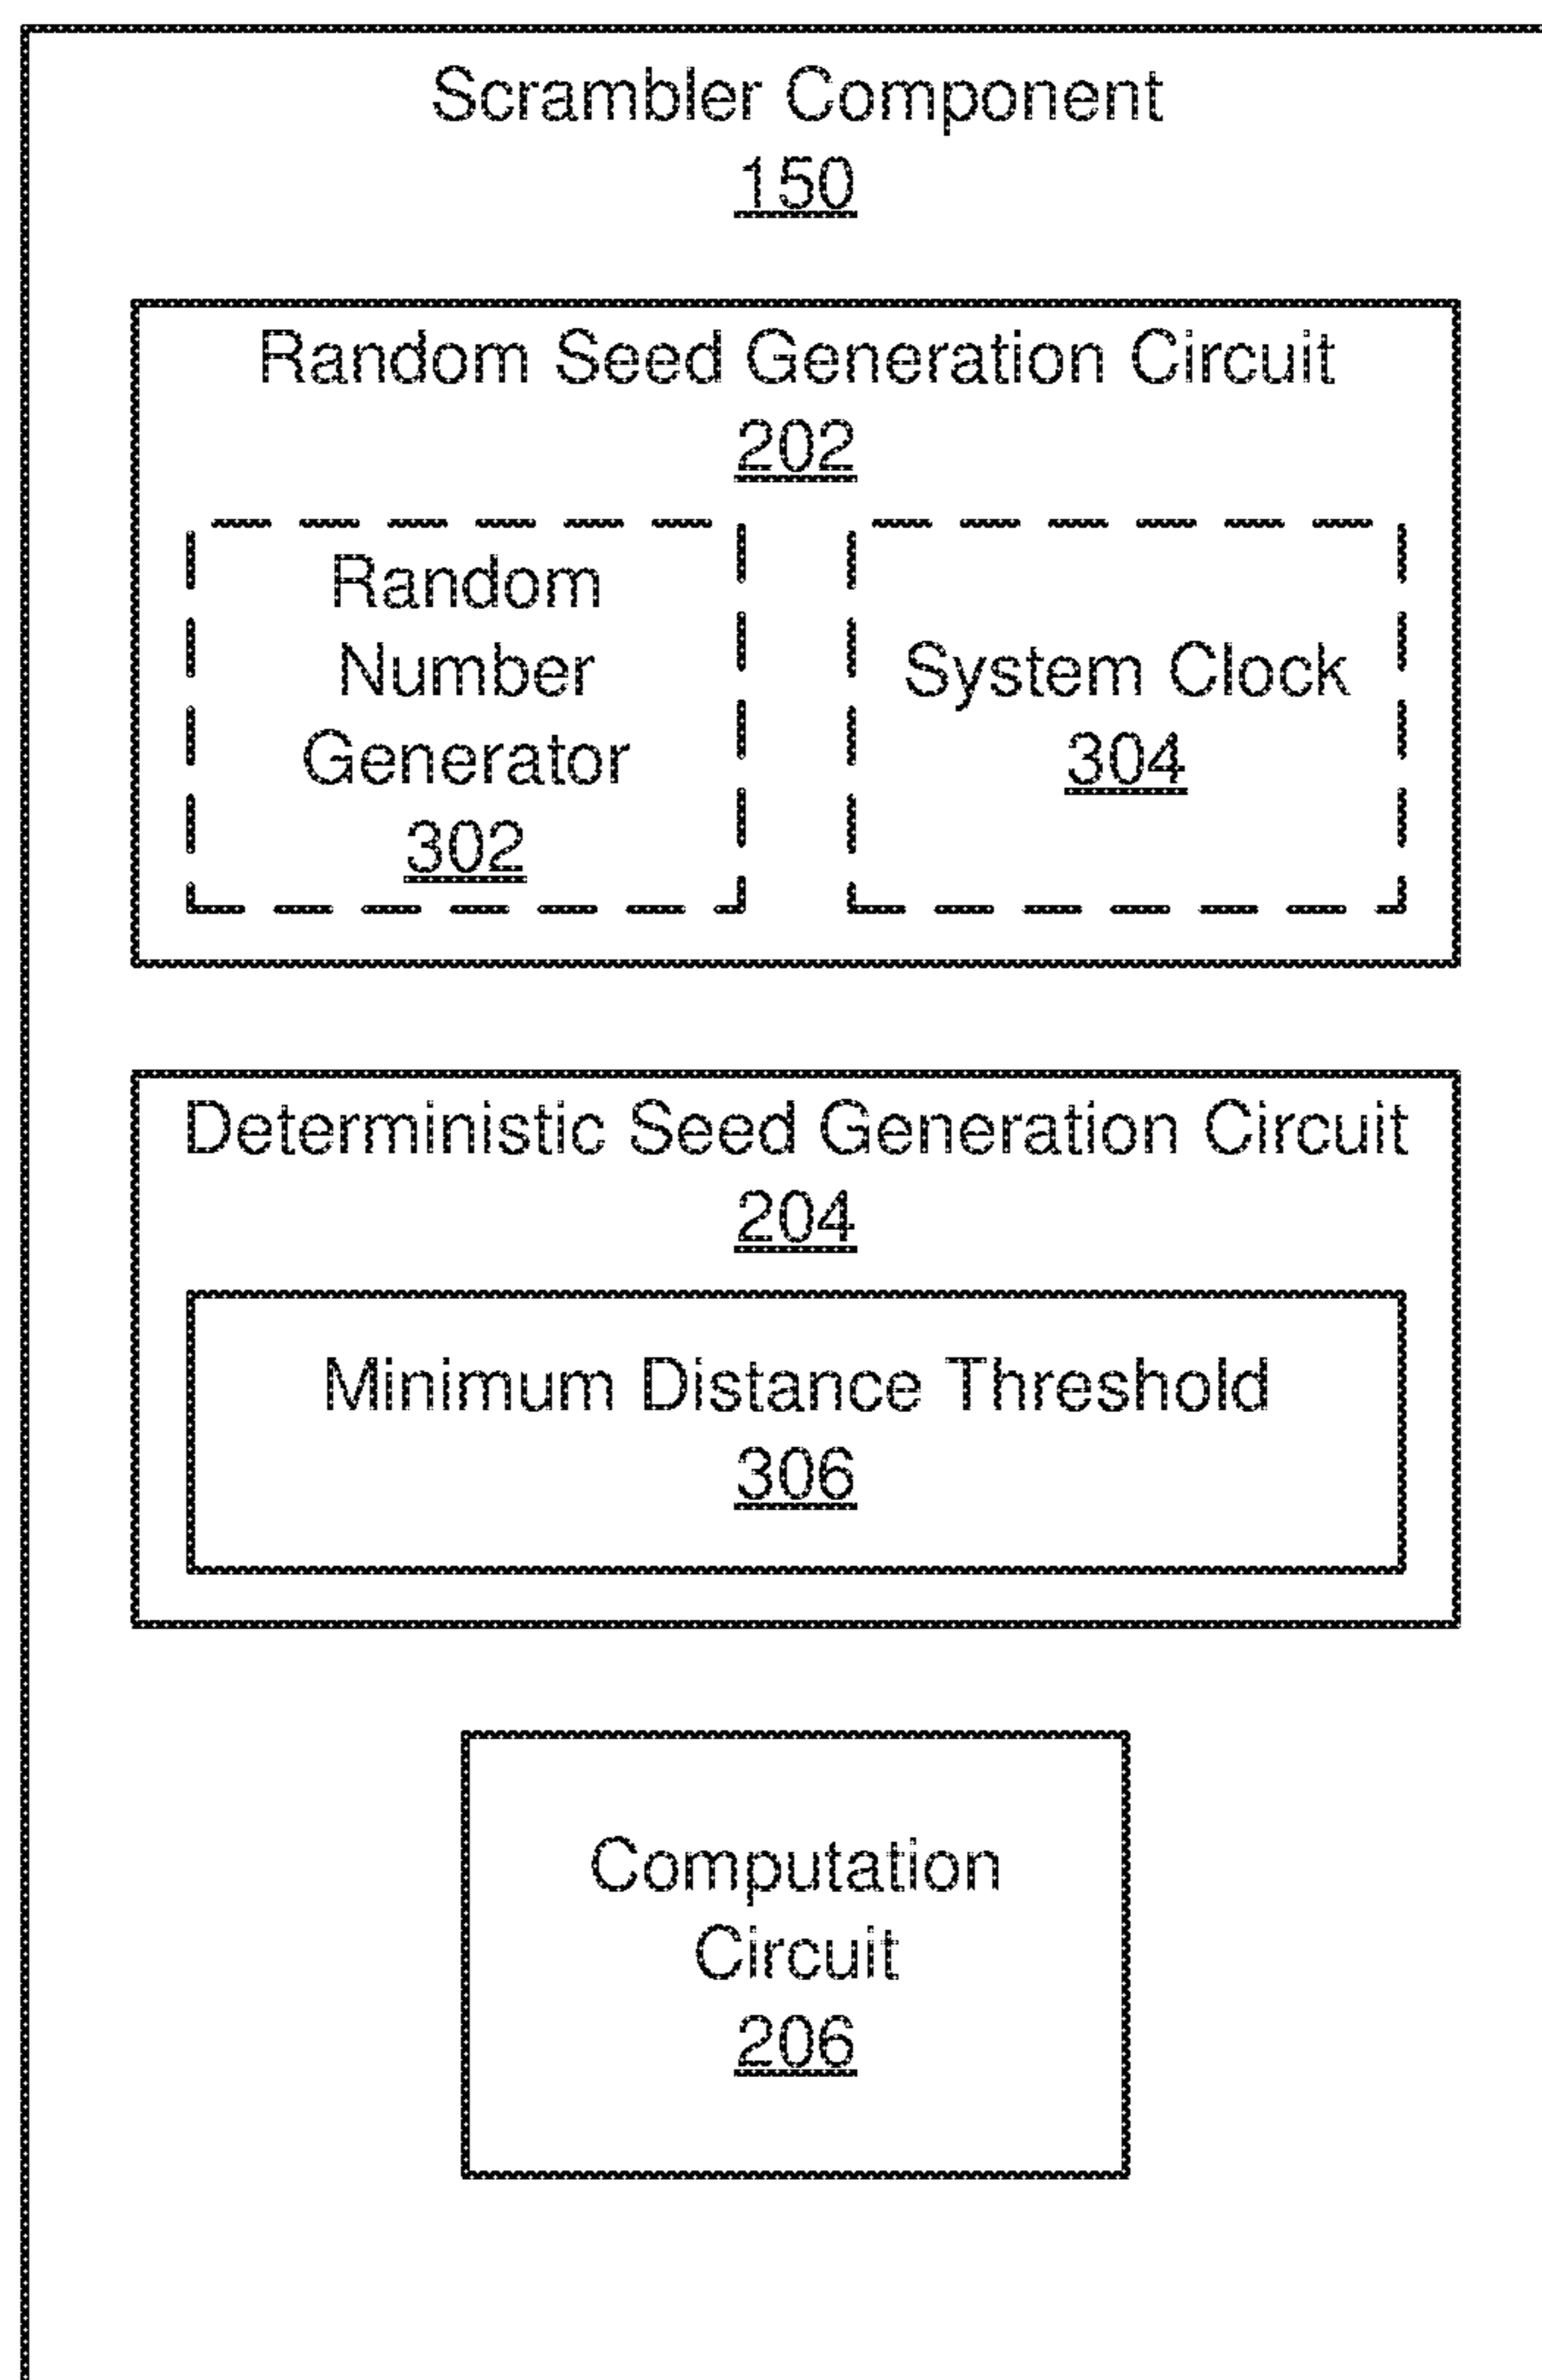 Scrambler Component
150
Random Seed Generation Circuit
202
Random
Number
Generator
302
System Clock
304
Deterministic Seed Generation Circuit
204
Minimum Distance Threshold
306
Computation
Circuit
206